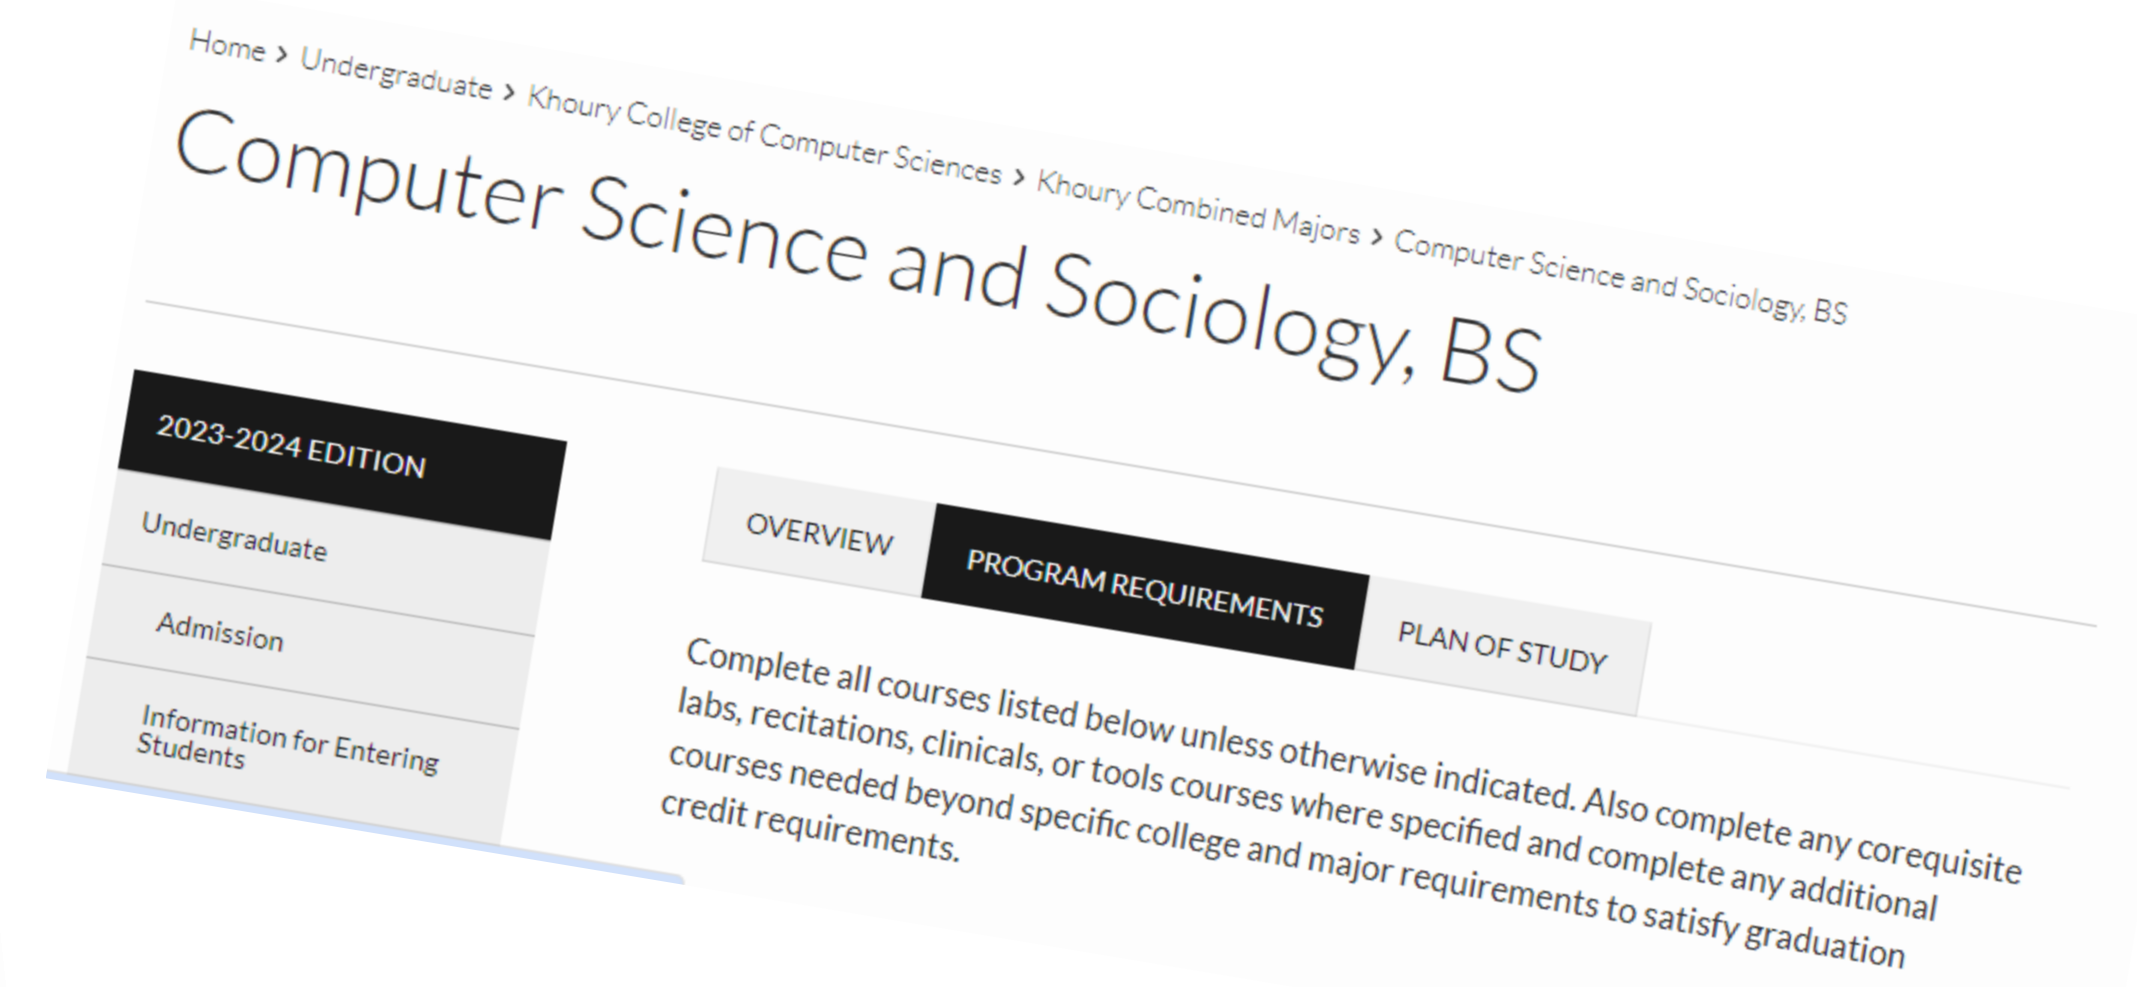 Home > Undergraduate > Khoury College of Computer Sciences > Khoury Combined Majors > Computer Science and Sociology, BS
Computer Science and Sociology, BS
2023-2024 EDITION
Undergraduate
Admission
Information for Entering
Students
OVERVIEW
PROGRAM REQUIREMENTS
PLAN OF STUDY
Complete all courses listed below unless otherwise indicated. Also complete any corequisite
labs, recitations, clinicals, or tools courses where specified and complete any additional
courses needed beyond specific college and major requirements to satisfy graduation
credit requirements.